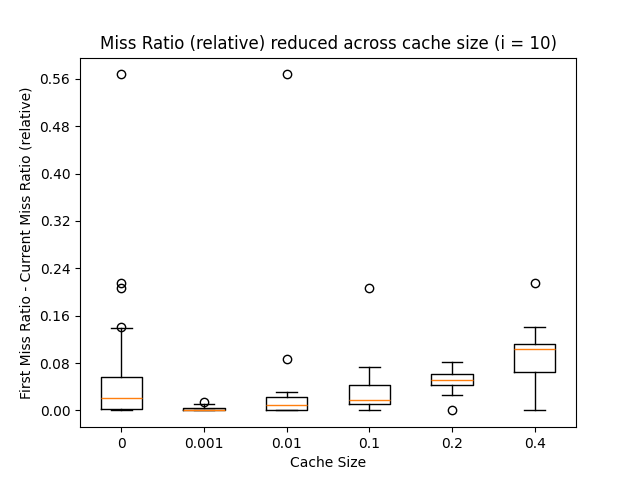 Miss Ratio (relative) reduced across cache size (i = 10)
First Miss Ratio - Current Miss Ratio (relative)
0.56
0.48
0.40
0.32
0.24
0.16
0.08
0.00
0 0.001 0.01 0.1 0.2 0.4
Cache Size